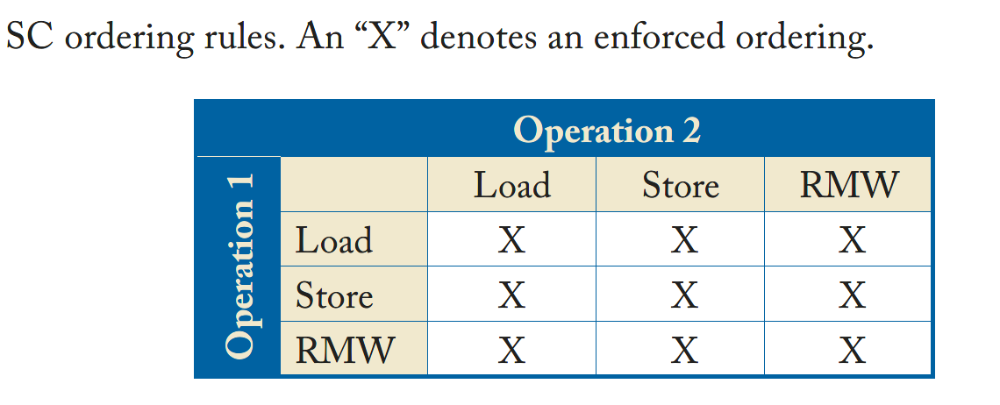 SC ordering rules. An “X” denotes an enforced ordering.
Operation 2
Operation 1
Load Store RMW
Load X X X
Store X X X
RMW X X X